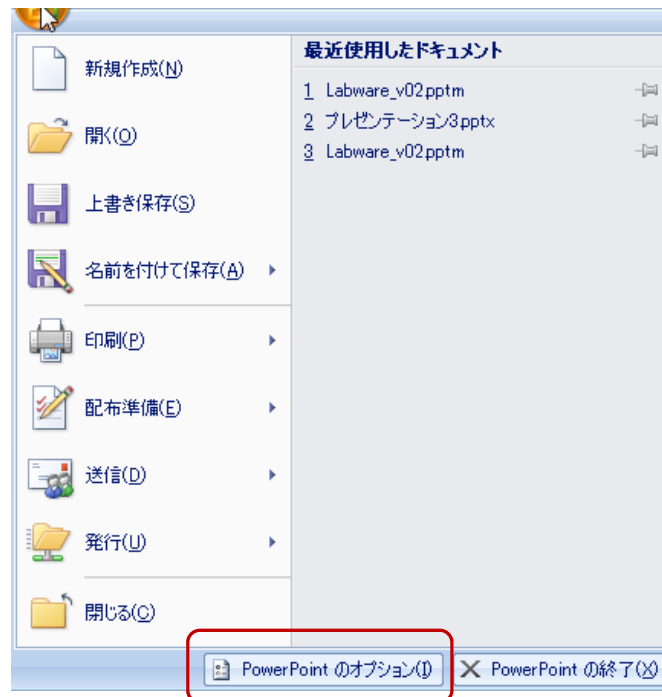 新規作成(N)
開く(O)
上書き保存(S)
名前を付けて保存(A)
印刷(P)
配布準備(E)
送信(D)
発行(U)
閉じる(C)
最近使用したドキュメント
1 Labware_v02.pptm
2 プレゼンテーション3.pptx
3 Labware_v02.pptm
PowerPoint のオプション(I)
PowerPoint の終了(X)